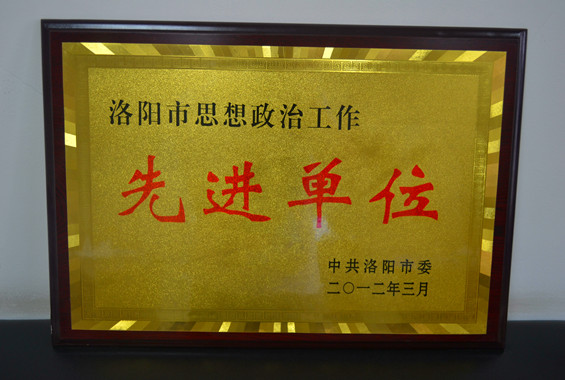 洛阳市思想政治工作
先进单位
中共洛阳市委
二〇一二年三月